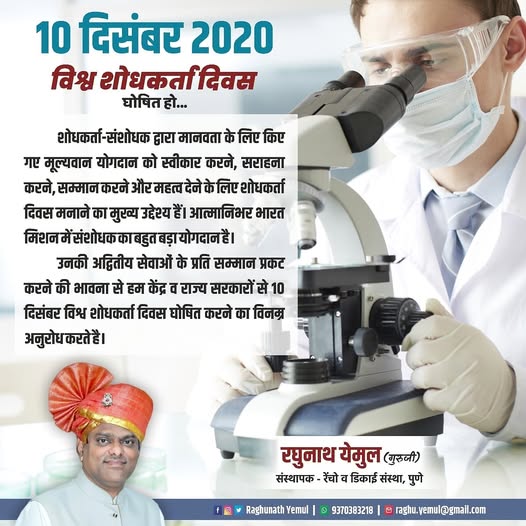 10 दिसंबर 2020
विश्व शोधकर्ता दिवस
घोषित हो...
शोधकर्ता-संशोधक द्वारा मानवता के लिए किए
गए मूल्यवान योगदान को स्वीकार करने, सराहना
करने, सम्मान करने और महत्व देने के लिए शोधकर्ता
दिवस मनाने का मुख्य उद्देश्य हैं। आत्मानिभर भारत
मिशन में संशोधक का बहुत बड़ा योगदान है।
उनकी अद्वितीय सेवाओं के प्रति सम्मान प्रकट
करने की भावना से हम केंद्र व राज्य सरकारों से 10
दिसंबर विश्व शोधकर्ता दिवस घोषित करने का विनम्र
अनुरोध करते है।
रघुनाथ येमुल (गुरुजी)
संस्थापक - रेंचो व डिकाई संस्था, पुणे
Raghunath Yemul | 9370383218 | raghu.yemul@gmail.com